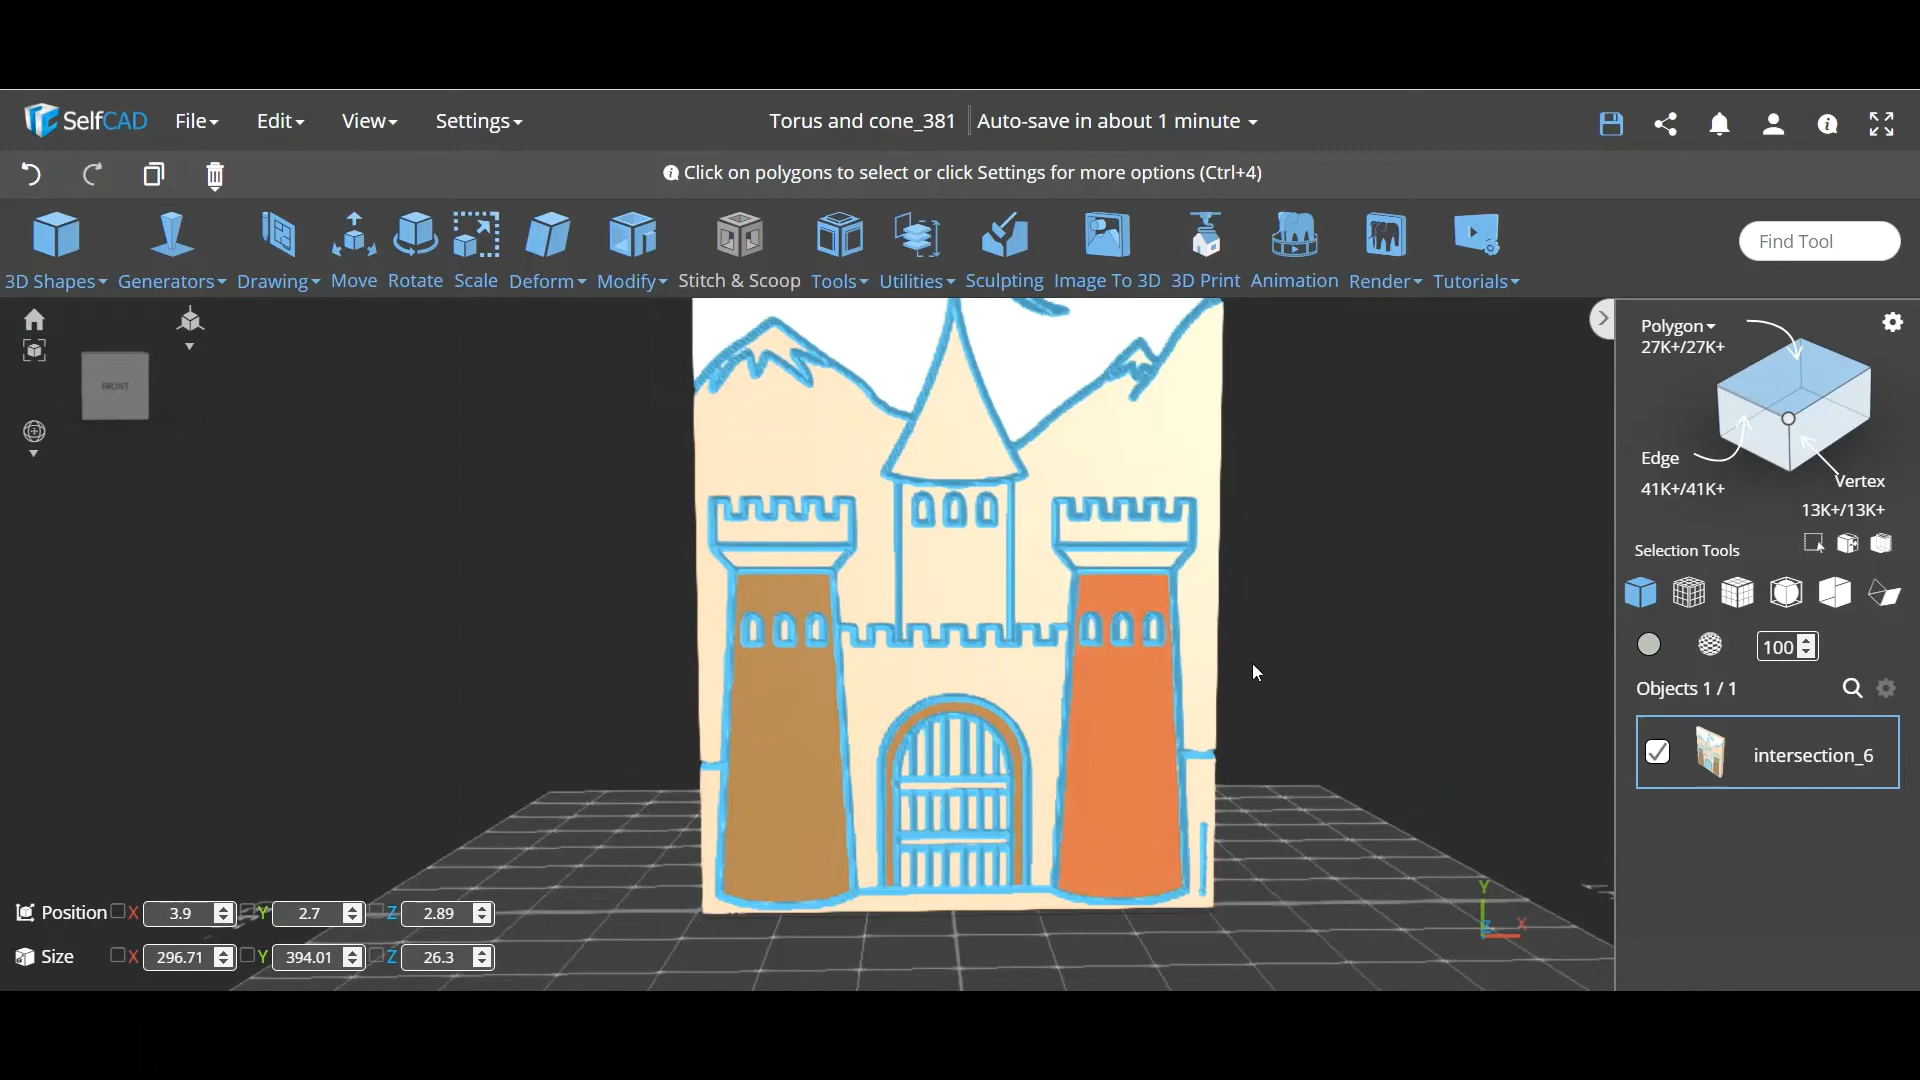 SelfCAD File Edit View Settings Torus and cone_381 Auto-save in about 1 minute
Click on polygons to select or click Settings for more options (Ctrl+4)
3D Shapes Generators Drawing Move Rotate Scale Deform Modify Stitch & Scoop Tools Utilities Sculpting Image To 3D 3D Print Animation Render Tutorials
Find Tool
FRONT
Polygon
27K+/27K+
Edge
41K+/41K+
Vertex
13K+/13K+
Selection Tools
100
Objects 1 / 1
intersection_6
Position X 3.9 Y 2.7 Z 2.89
Size X 296.71 Y 394.01 Z 26.3
Y
Z
X